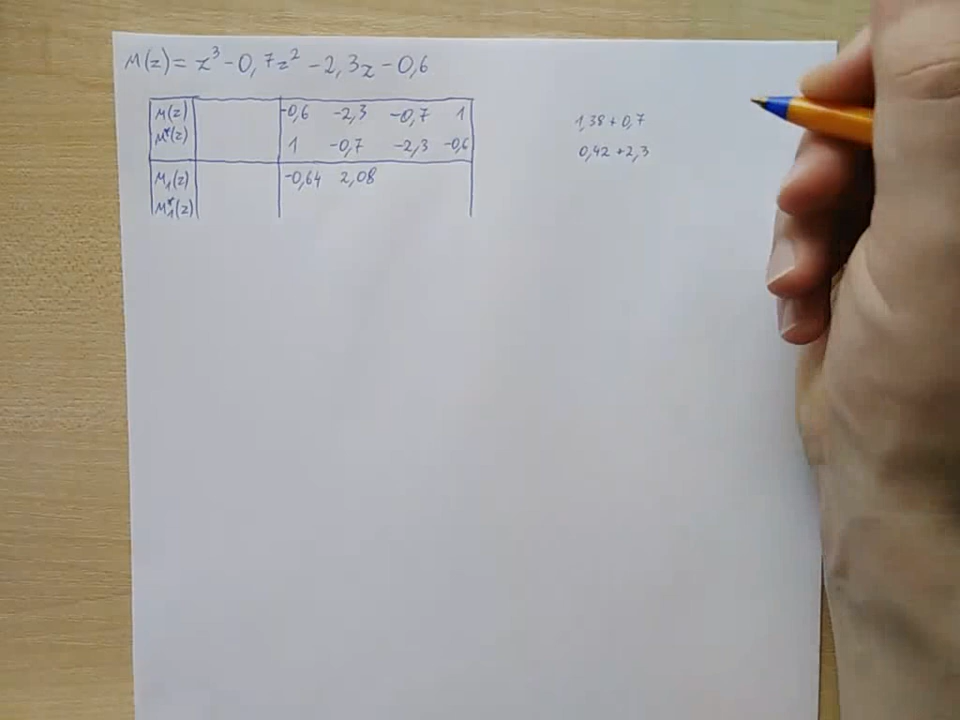 M(z) = z³ - 0,7z² - 2,3z - 0,6
M(z) -0,6 -2,3 -0,7 1
M*(z) 1 -0,7 -2,3 -0,6
M₁(z) -0,64 2,08
M₁*(z)
1,38 + 0,7
0,42 + 2,3